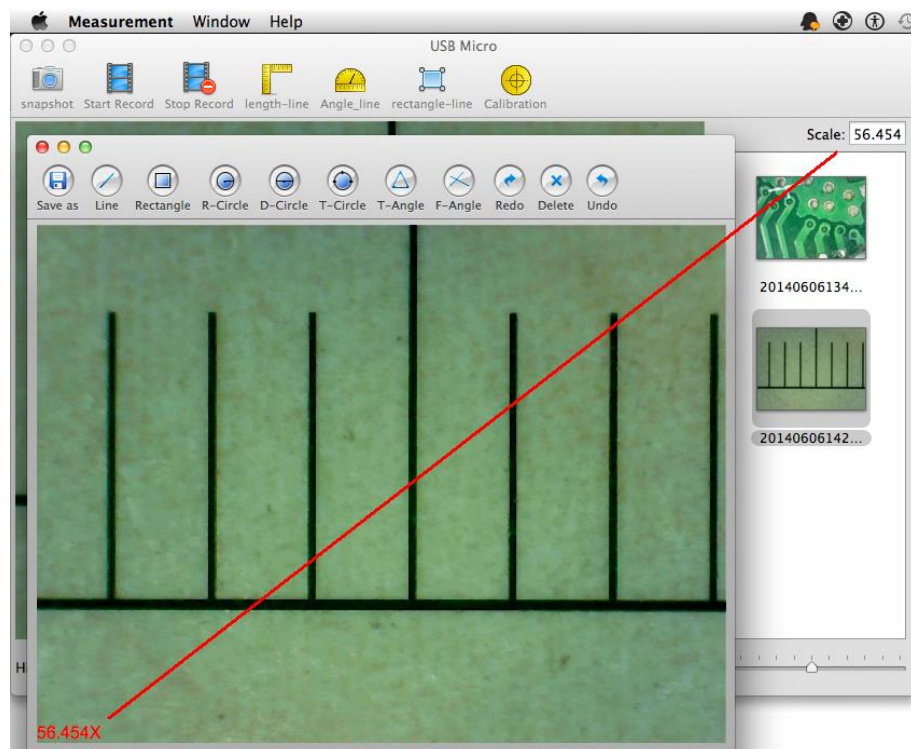 Measurement Window Help
USB Micro
snapshot Start Record Stop Record length-line Angle_line rectangle-line Calibration
Scale: 56.454
Save as Line Rectangle R-Circle D-Circle T-Circle T-Angle F-Angle Redo Delete Undo
20140606134...
20140606142...
56.454X